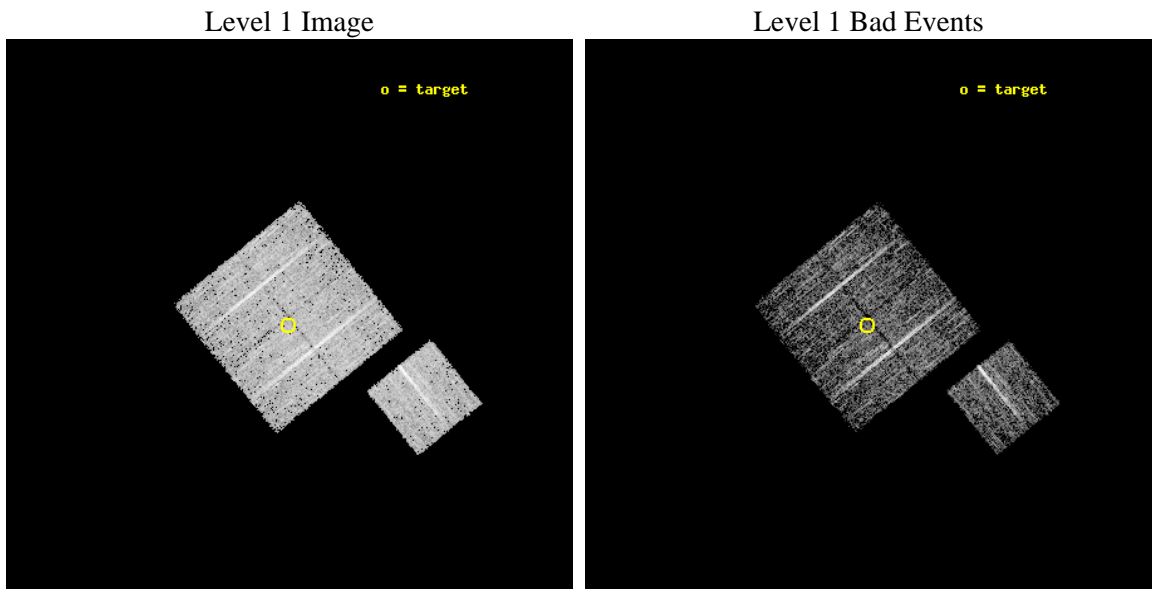 Level 1 Image
Level 1 Bad Events
o = target
o = target